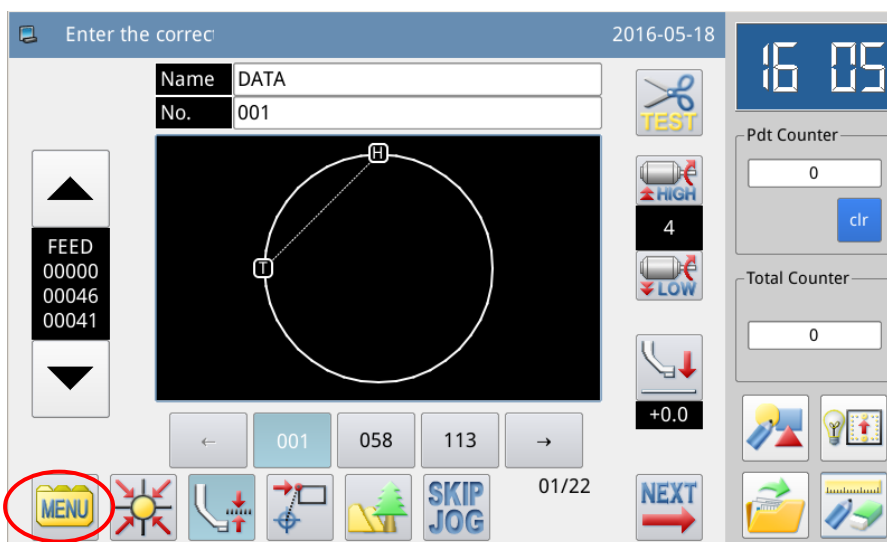 Enter the correct
2016-05-18
16 05
Name DATA
No. 001
TEST
H
T
FEED
00000
00046
00041
HIGH
4
LOW
+0.0
Pdt Counter
0
clr
Total Counter
0
← 001 058 113 →
01/22
MENU
SKIP
JOG
NEXT